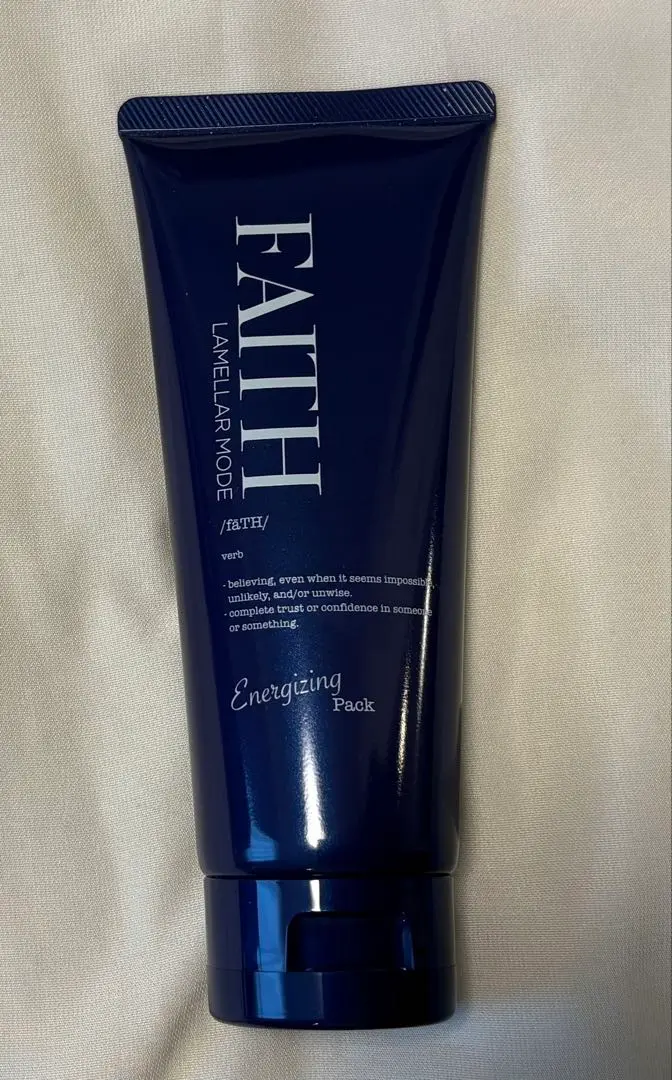 FAITH
LAMELLAR MODE
/fāTH/
verb
- believing, even when it seems impossible,
unlikely, and/or unwise.
- complete trust or confidence in someone
or something.
Energizing
Pack